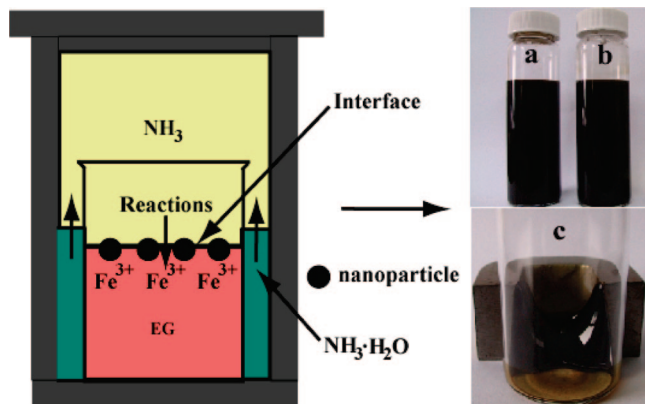 NH3
Interface
Reactions
Fe3+ Fe3+ Fe3+
nanoparticle
EG
NH3·H2O
a
b
c